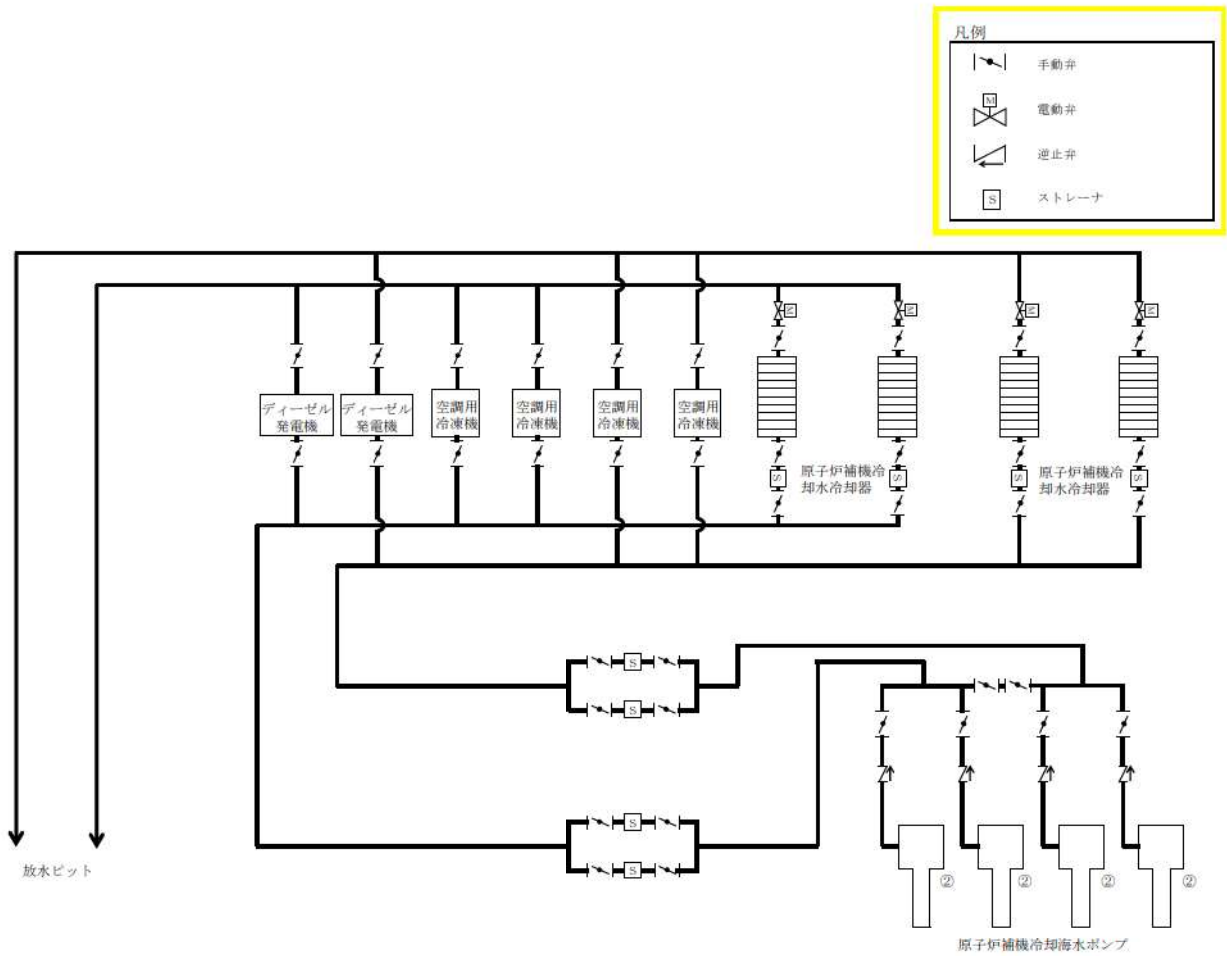 凡例
手動弁
M
電動弁
逆止弁
S
ストレーナ
M
M
M
M
ディーゼル
発電機
ディーゼル
発電機
空調用
冷凍機
空調用
冷凍機
空調用
冷凍機
空調用
冷凍機
原子炉補機冷
却水冷却器
原子炉補機冷
却水冷却器
S
S
S
S
S
S
S
S
放水ピット
②
②
②
②
原子炉補機冷却海水ポンプ